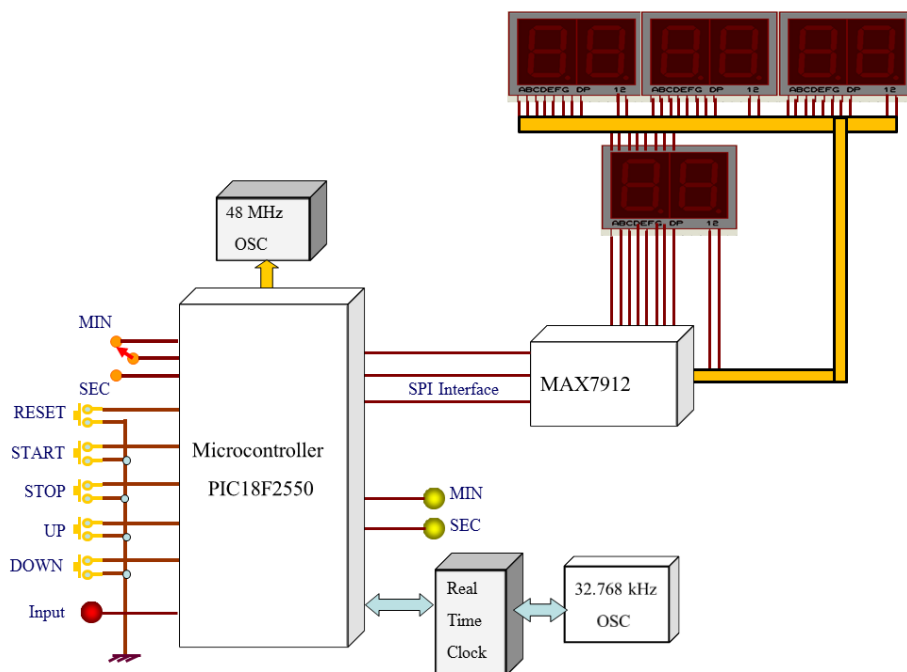 ABCDEFG DP 12
ABCDEFG DP 12
ABCDEFG DP 12
ABCDEFG DP 12
48 MHz
OSC
MIN
SEC
RESET
START
STOP
UP
DOWN
Input
Microcontroller
PIC18F2550
SPI Interface
MAX7912
MIN
SEC
Real
Time
Clock
32.768 kHz
OSC